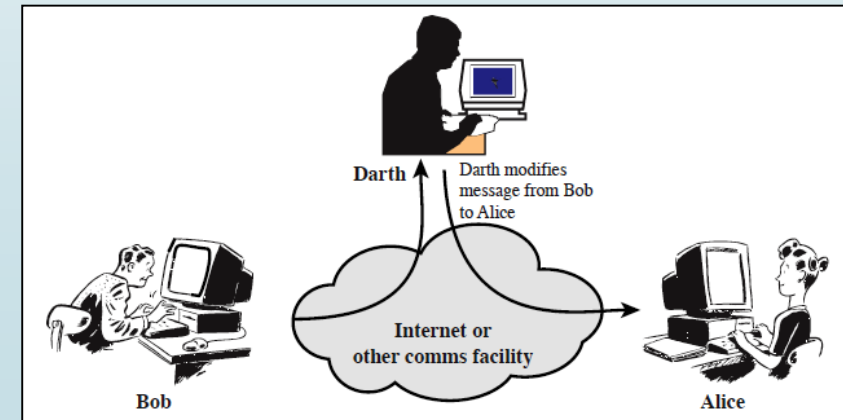 Darth
Darth modifies
message from Bob
to Alice
Internet or
other comms facility
Bob
Alice